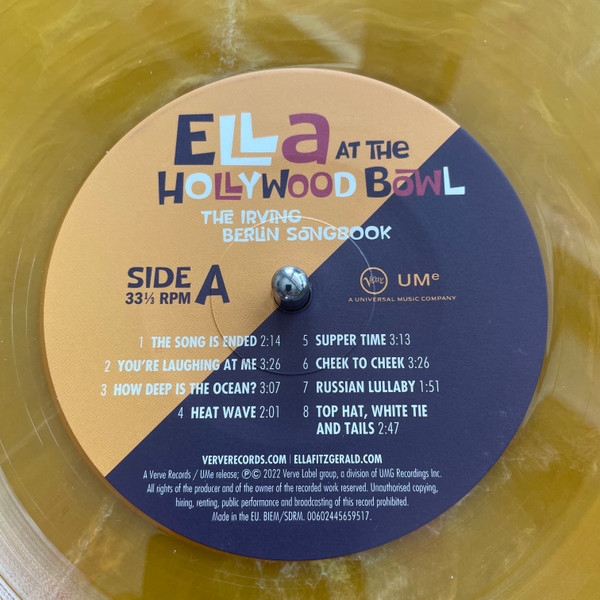 ELLa AT THE
HOLLYWOOD BOWL
THE IRVING
BERLIN SONGBOOK
SIDE A
33⅓ RPM
Verve UMe
A UNIVERSAL MUSIC COMPANY
1 THE SONG IS ENDED 2:14
2 YOU'RE LAUGHING AT ME 3:26
3 HOW DEEP IS THE OCEAN? 3:07
4 HEAT WAVE 2:01
5 SUPPER TIME 3:13
6 CHEEK TO CHEEK 3:26
7 RUSSIAN LULLABY 1:51
8 TOP HAT, WHITE TIE
AND TAILS 2:47
VERVERECORDS.COM | ELLAFITZGERALD.COM
A Verve Records / UMe release; ℗© 2022 Verve Label group, a division of UMG Recordings Inc.
All rights of the producer and of the owner of the recorded work reserved. Unauthorised copying,
hiring, renting, public performance and broadcasting of this record prohibited.
Made in the EU. BIEM/SDRM. 00602445659517.